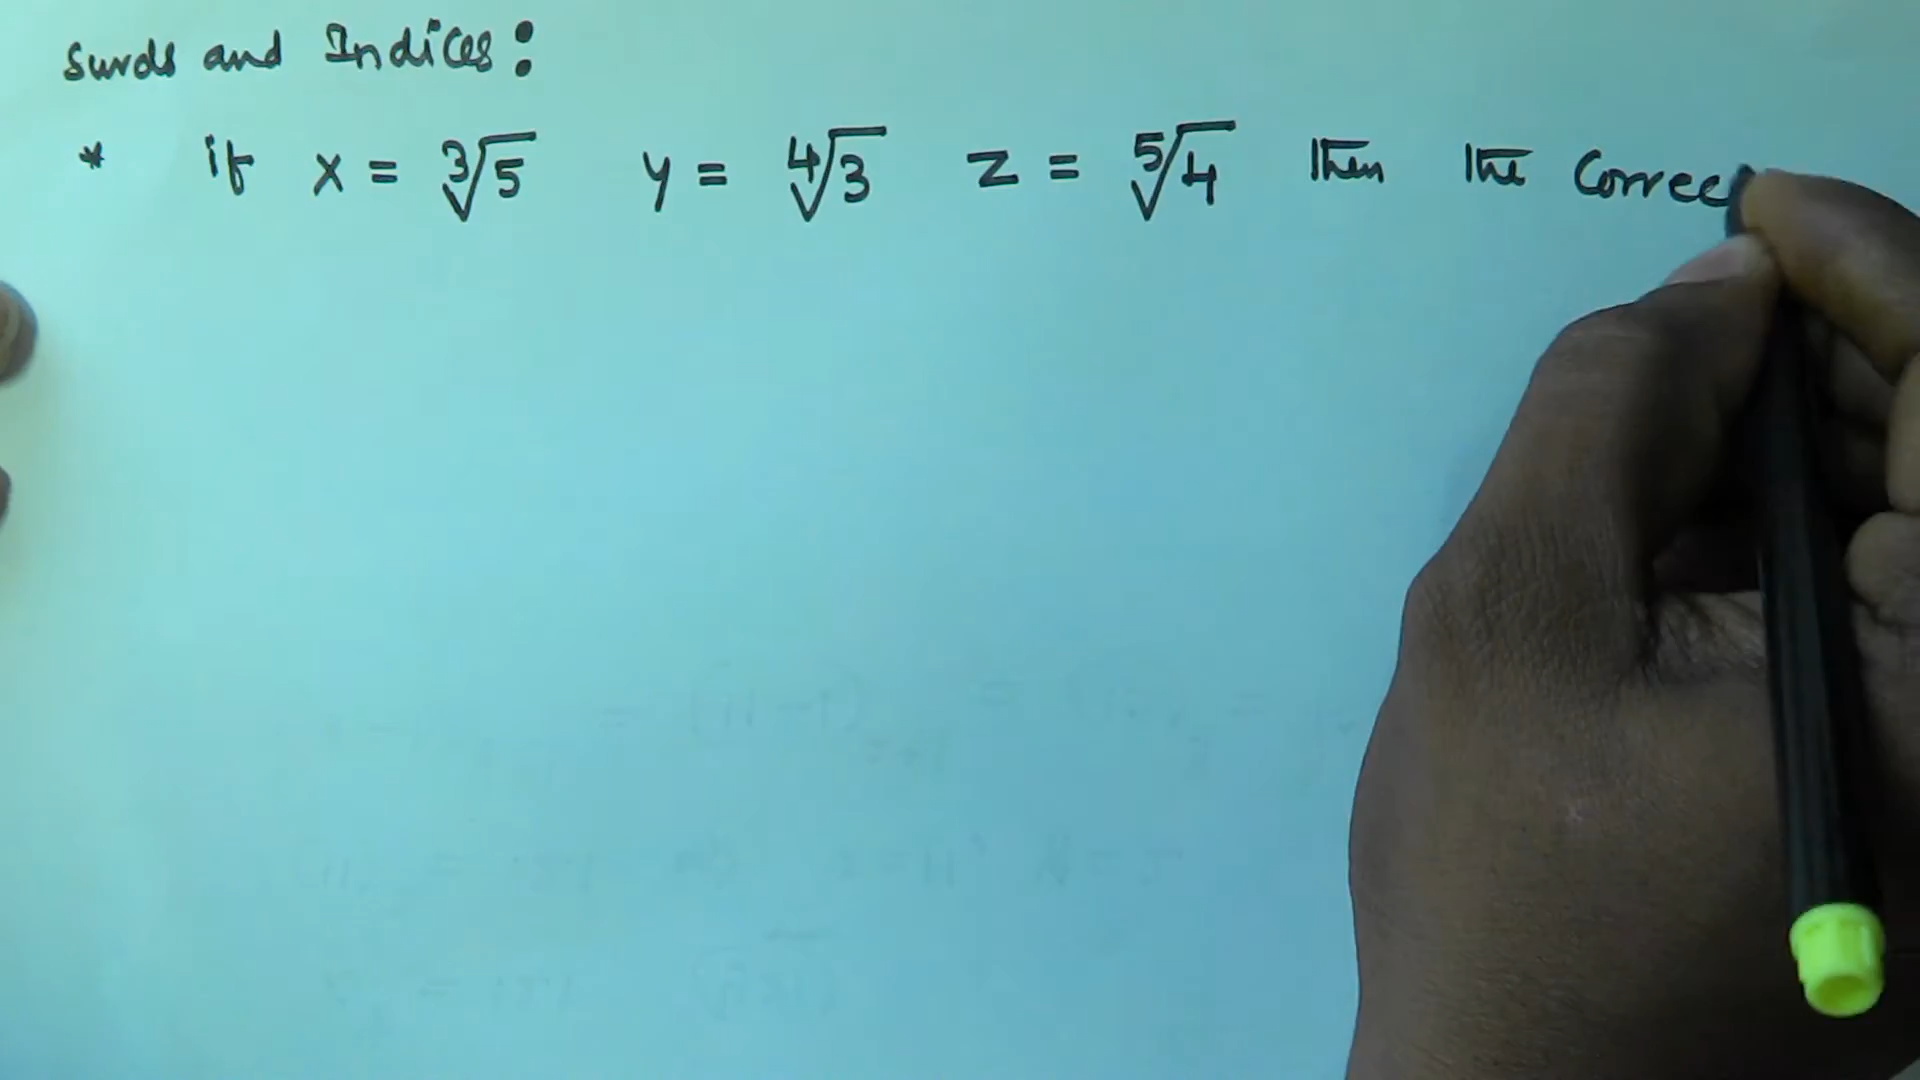 Surds and Indices:
* if x = ∛5 y = ∜3 z = ⁵√4 then the Correc